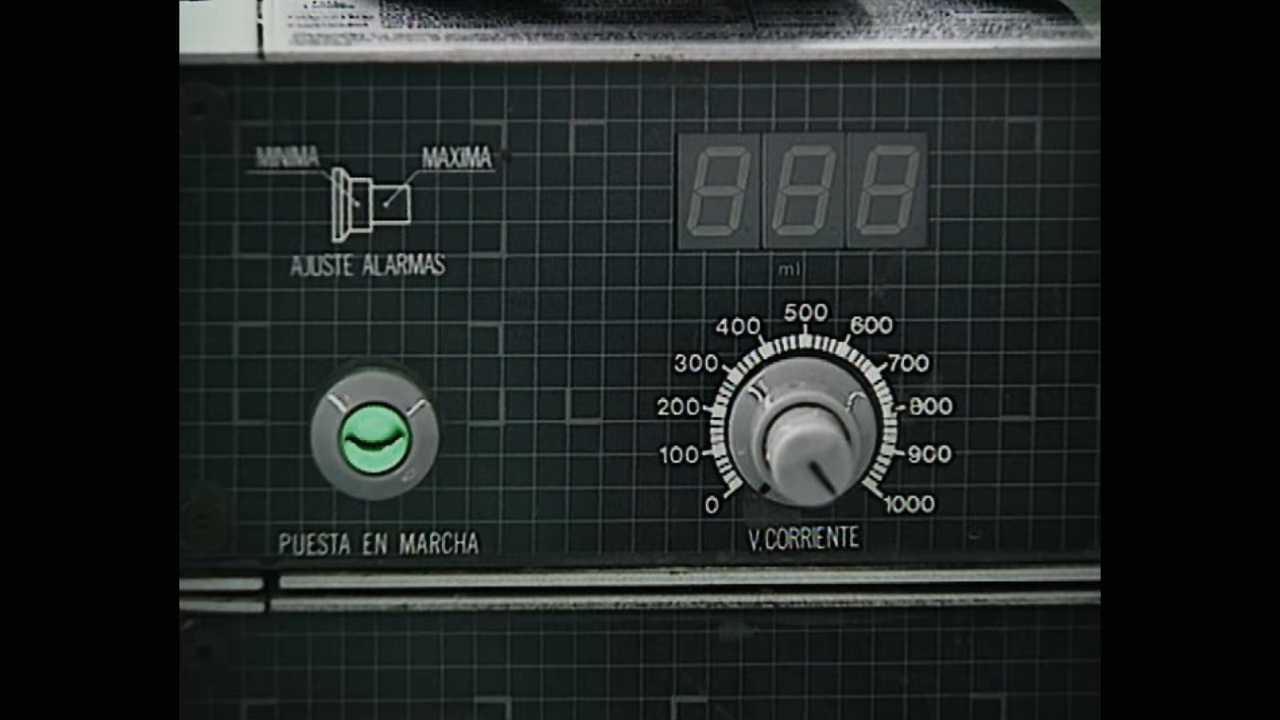 MINIMA
MAXIMA
AJUSTE ALARMAS
ml
0
100
200
300
400
500
600
700
800
900
1000
PUESTA EN MARCHA
V.CORRIENTE